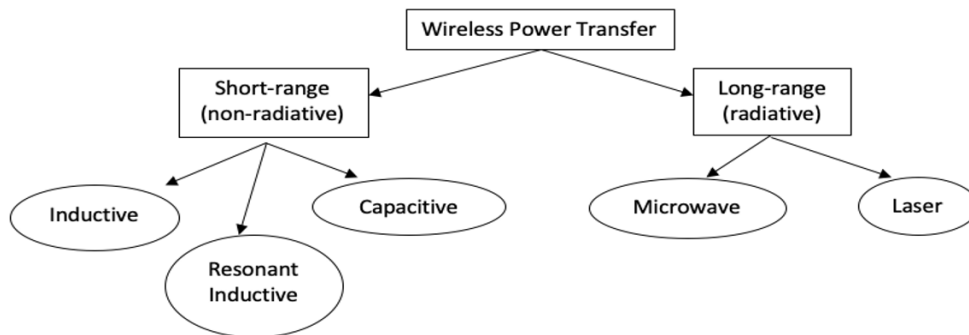 Wireless Power Transfer
Short-range
(non-radiative)
Long-range
(radiative)
Inductive
Resonant
Inductive
Capacitive
Microwave
Laser